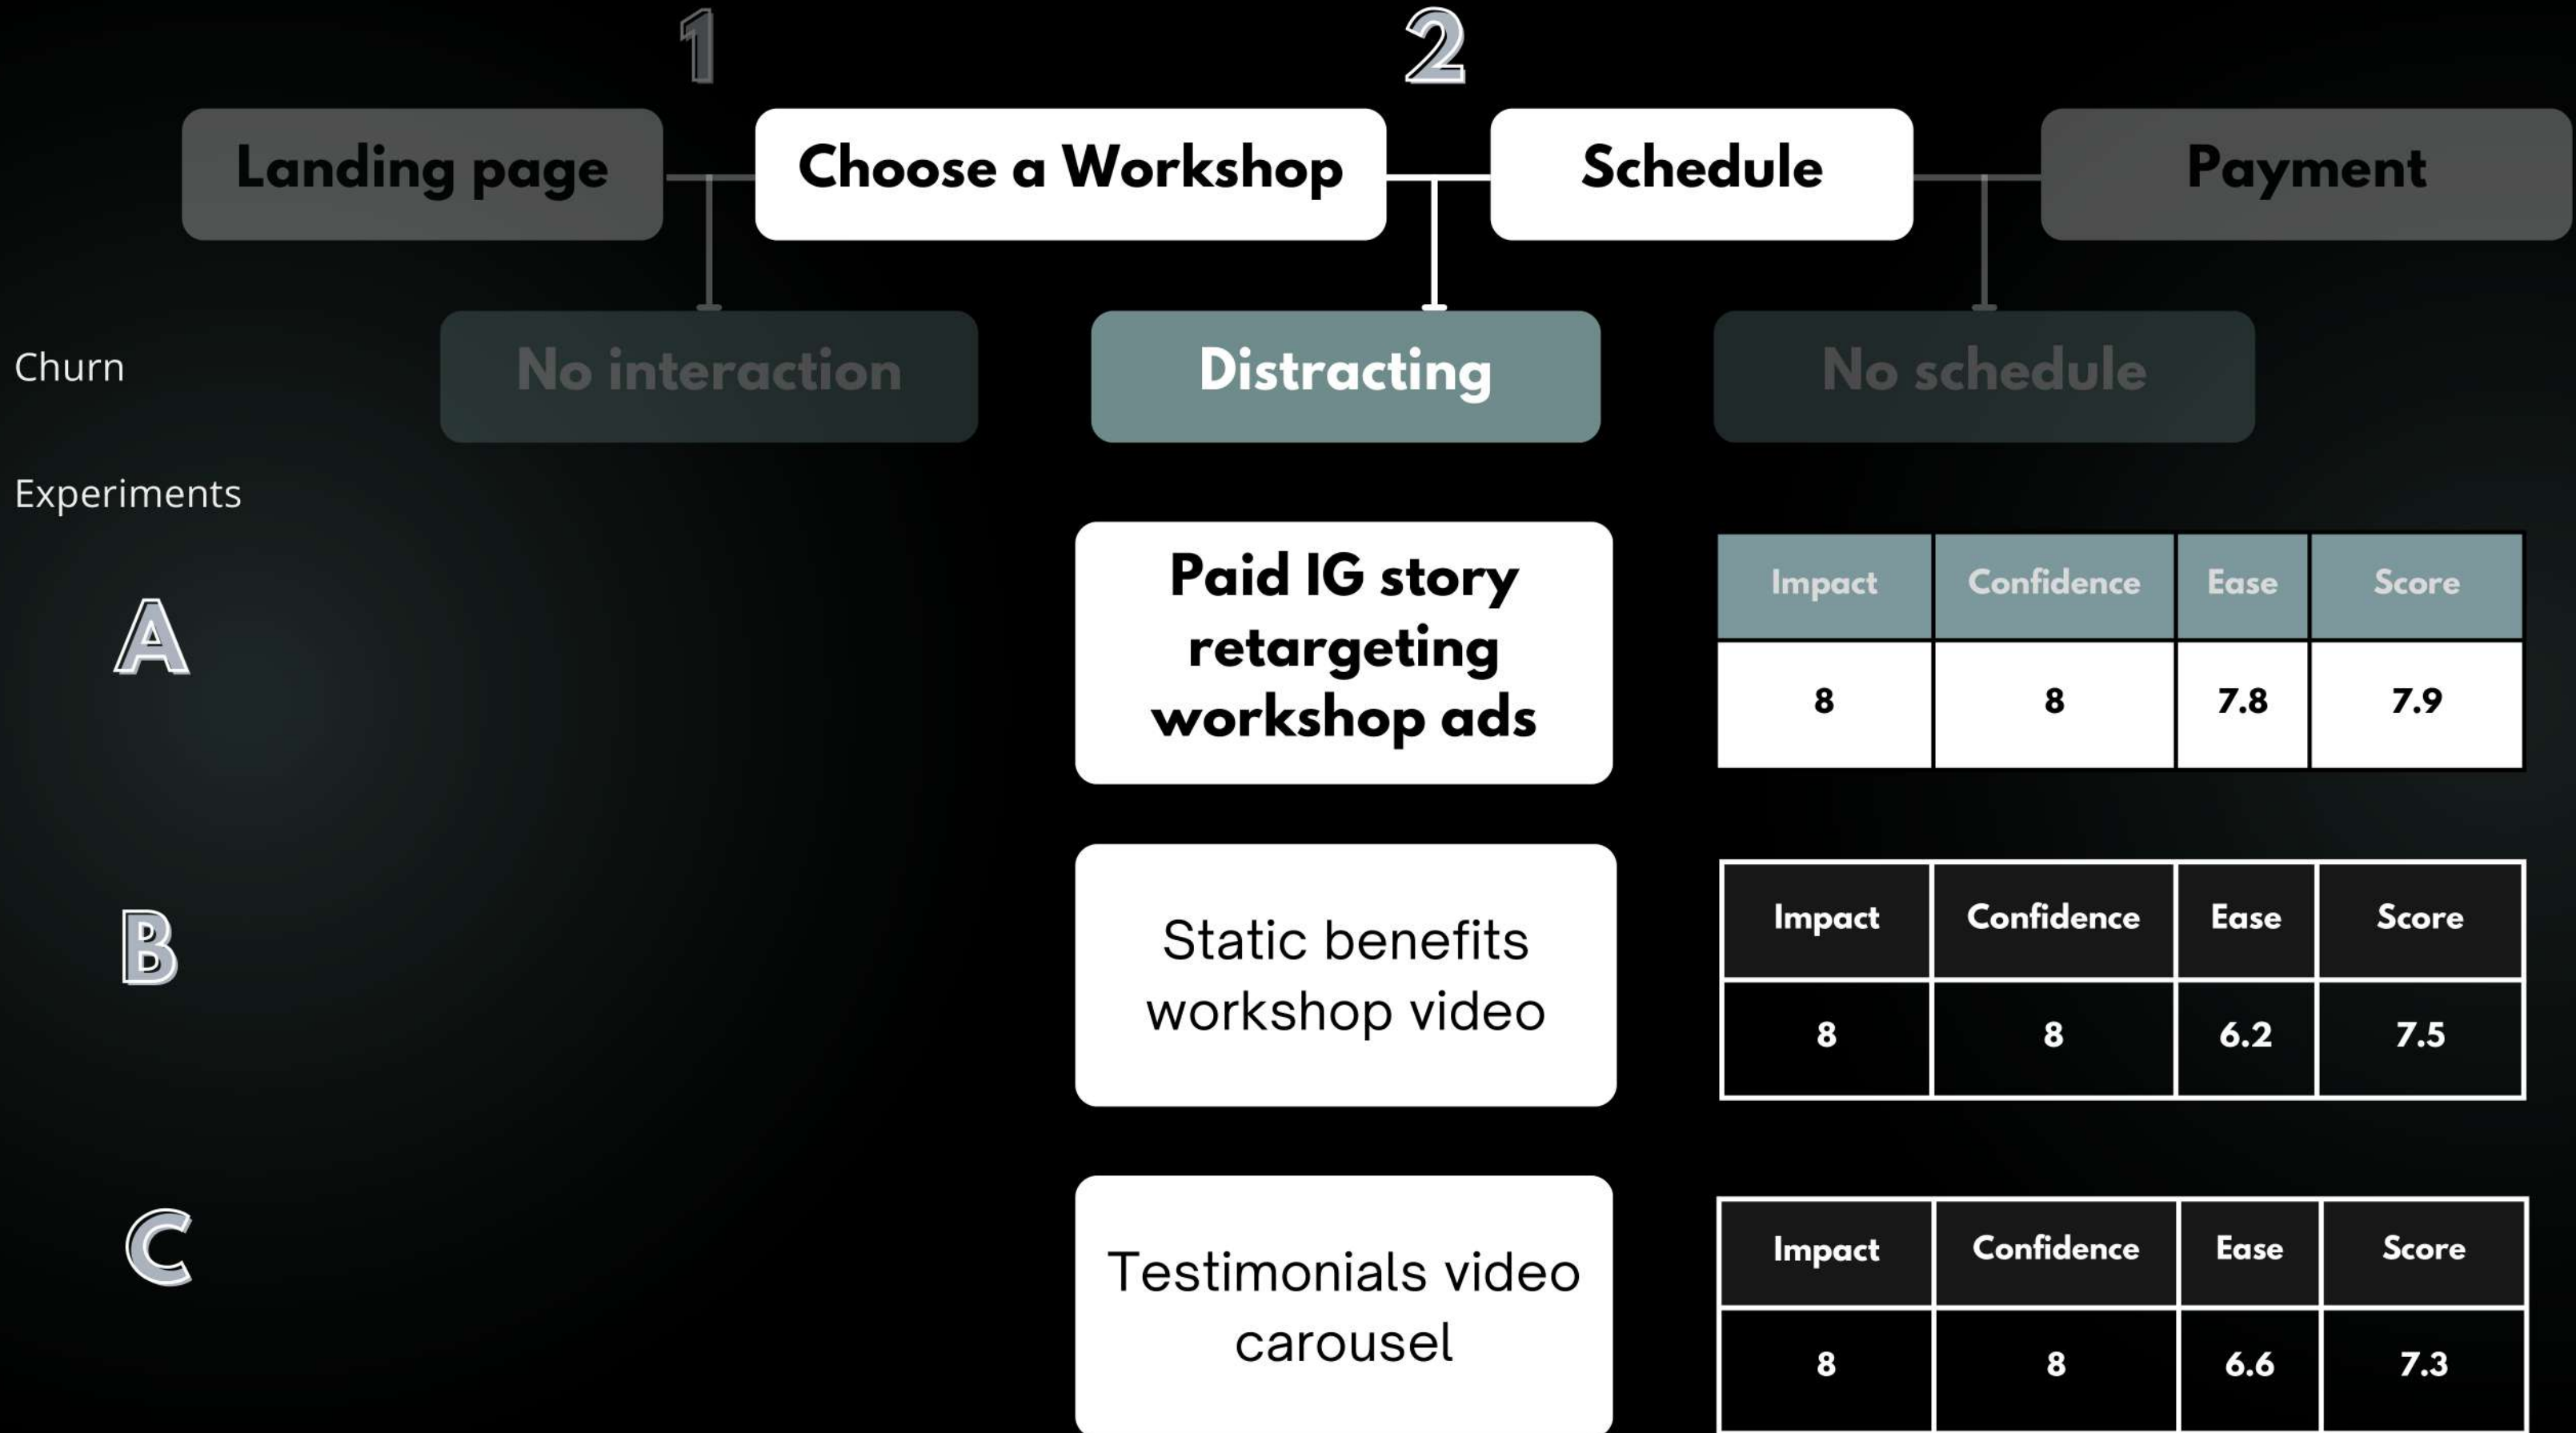 1
2
Landing page
Choose a Workshop
Schedule
Payment
Churn
No interaction
Distracting
No schedule
Experiments
A
Paid IG story
retargeting
workshop ads
Impact Confidence Ease Score
8 8 7.8 7.9
B
Static benefits
workshop video
Impact Confidence Ease Score
8 8 6.2 7.5
C
Testimonials video
carousel
Impact Confidence Ease Score
8 8 6.6 7.3